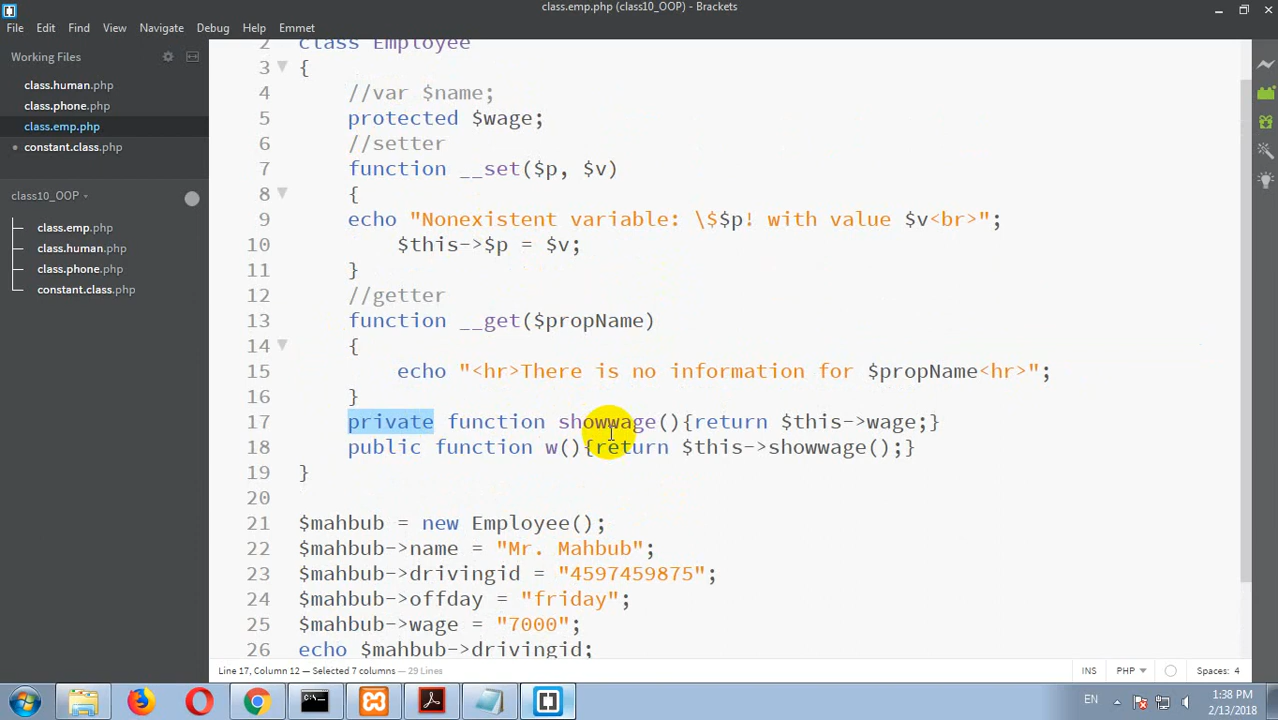 class.emp.php (class10_OOP) - Brackets
File Edit Find View Navigate Debug Help Emmet
Working Files
class.human.php
class.phone.php
class.emp.php
constant.class.php
class10_OOP
class.emp.php
class.human.php
class.phone.php
constant.class.php
2 class Employee
3 {
4 //var $name;
5 protected $wage;
6 //setter
7 function __set($p, $v)
8 {
9 echo "Nonexistent variable: \$$p! with value $v<br>";
10 $this->$p = $v;
11 }
12 //getter
13 function __get($propName)
14 {
15 echo "<hr>There is no information for $propName<hr>";
16 }
17 private function showwage(){return $this->wage;}
18 public function w(){return $this->showwage();}
19 }
20
21 $mahbub = new Employee();
22 $mahbub->name = "Mr. Mahbub";
23 $mahbub->drivingid = "4597459875";
24 $mahbub->offday = "friday";
25 $mahbub->wage = "7000";
26 echo $mahbub->drivingid;
Line 17, Column 12 — Selected 7 columns — 29 Lines
INS PHP Spaces: 4
EN 1:38 PM
2/13/2018